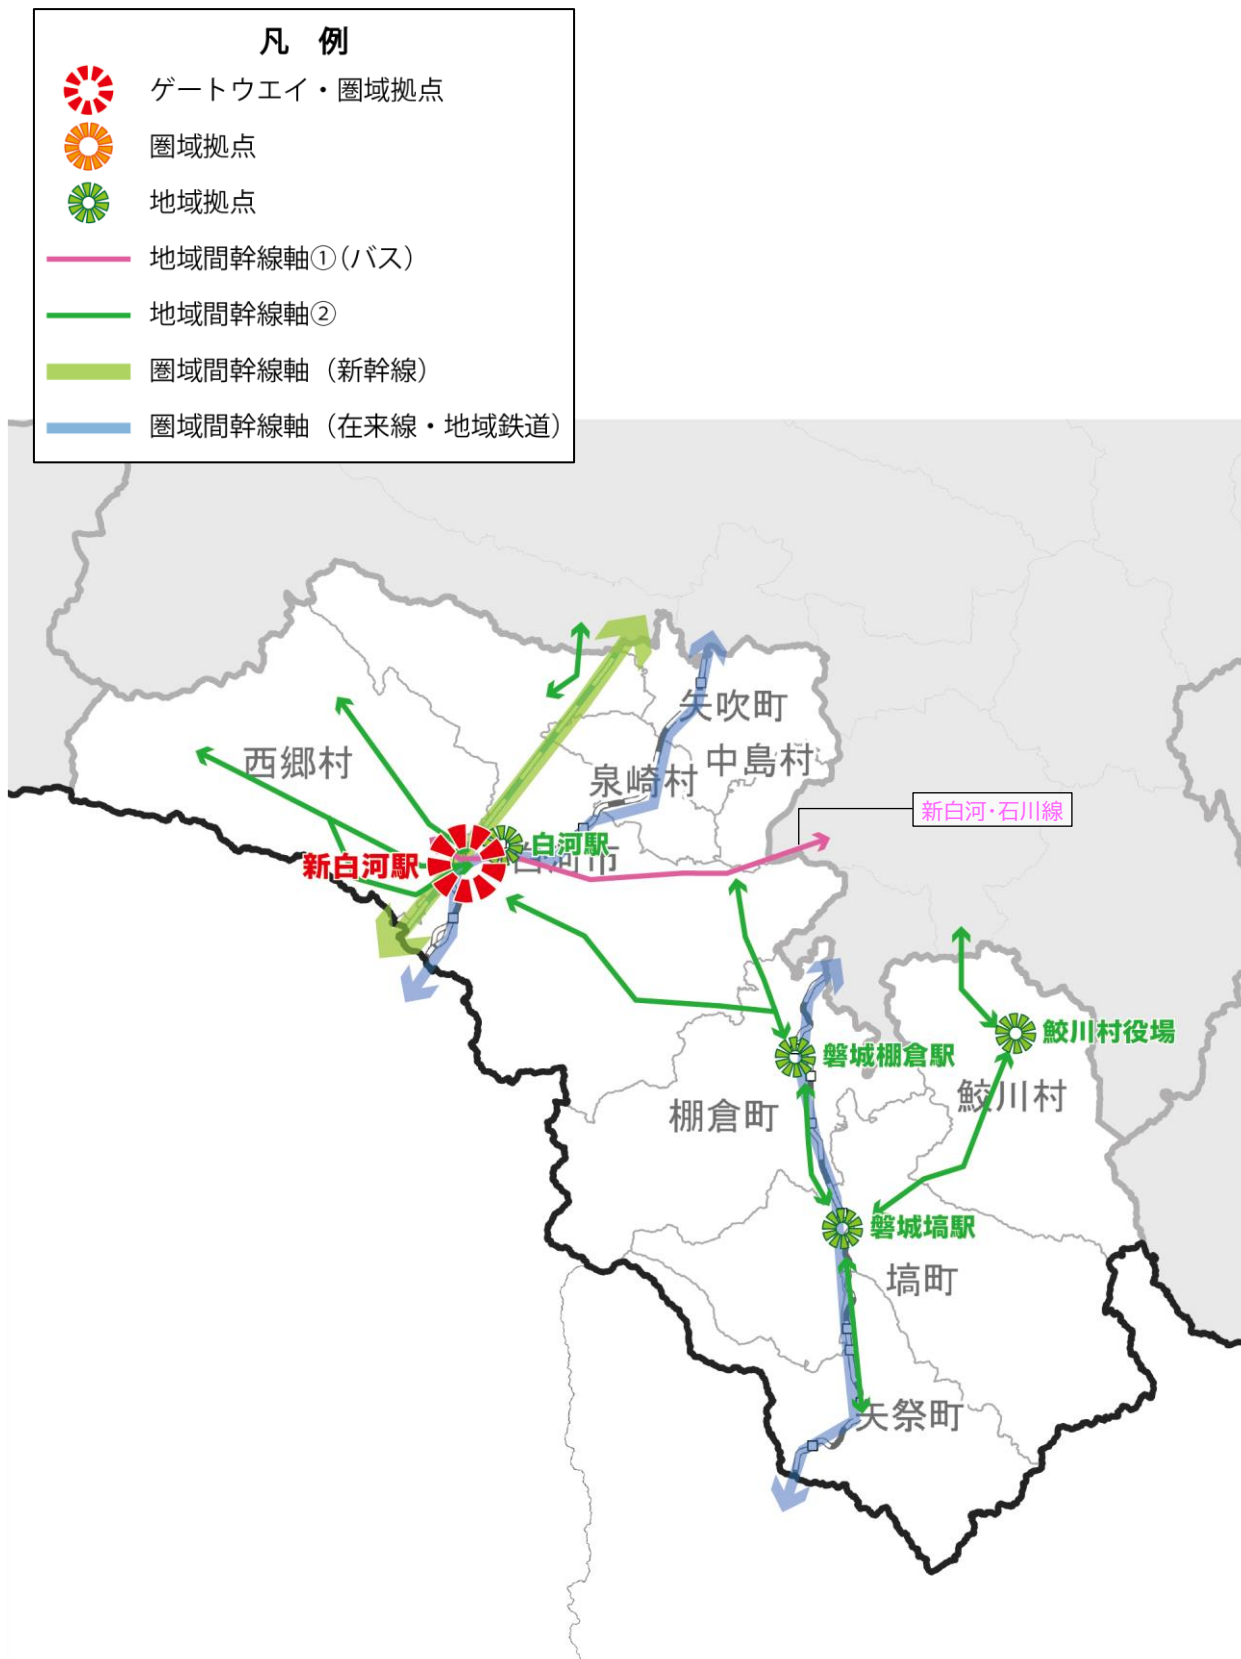 凡 例
ゲートウエイ・圏域拠点
圏域拠点
地域拠点
地域間幹線軸①(バス)
地域間幹線軸②
圏域間幹線軸（新幹線）
圏域間幹線軸（在来線・地域鉄道）
矢吹町
西郷村
中島村
泉崎村
新白河・石川線
白河駅
新白河駅
白河市
鮫川村役場
磐城棚倉駅
鮫川村
棚倉町
磐城塙駅
塙町
矢祭町